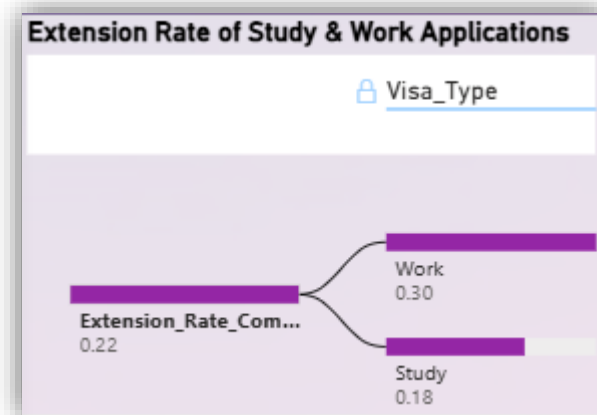 Extension Rate of Study & Work Applications
Visa_Type
Work
0.30
Extension_Rate_Com...
0.22
Study
0.18